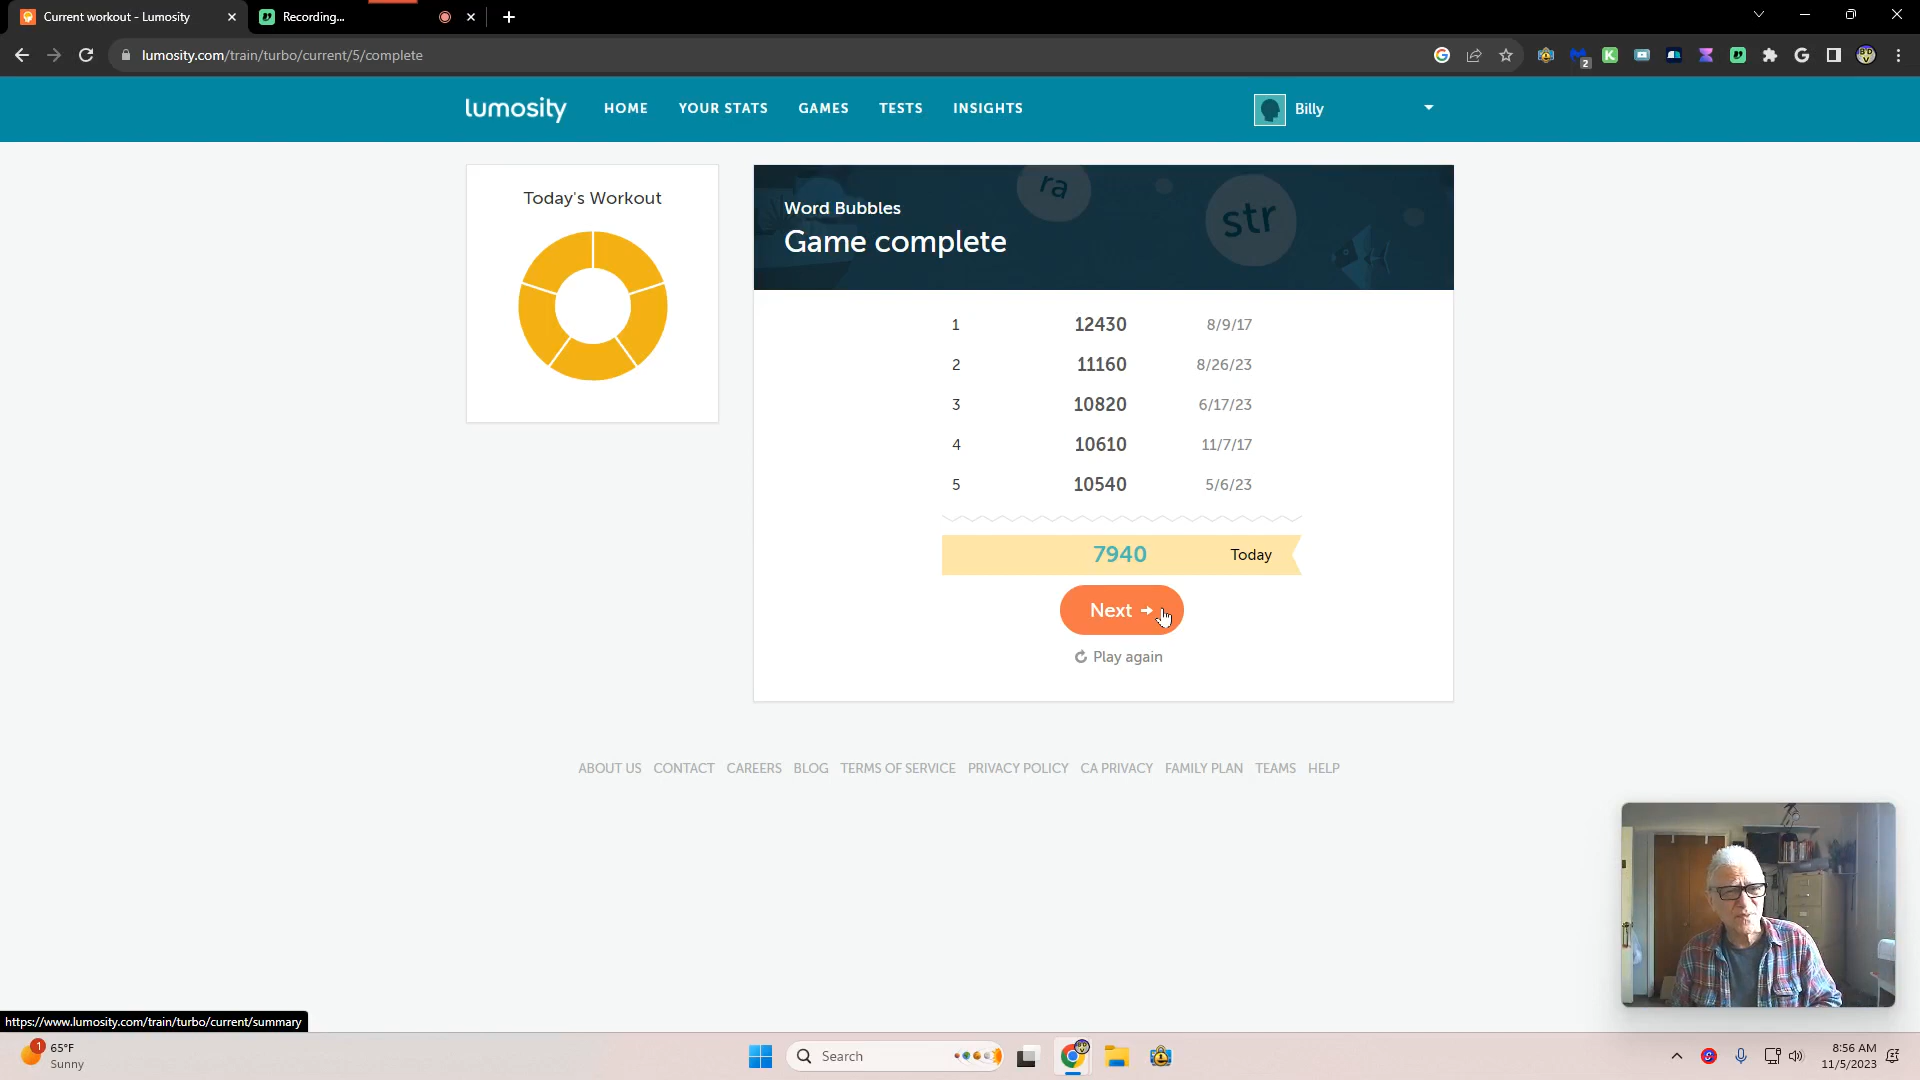 Current workout - Lumosity
Recording...
lumosity.com/train/turbo/current/5/complete
2
lumosity
HOME
YOUR STATS
GAMES
TESTS
INSIGHTS
Billy
Today's Workout
ra
str
Word Bubbles
Game complete
1 12430 8/9/17
2 11160 8/26/23
3 10820 6/17/23
4 10610 11/7/17
5 10540 5/6/23
7940 Today
Next
Play again
ABOUT US CONTACT CAREERS BLOG TERMS OF SERVICE PRIVACY POLICY CA PRIVACY FAMILY PLAN TEAMS HELP
https://www.lumosity.com/train/turbo/current/summary
1
65°F
Sunny
Search
8:56 AM
11/5/2023